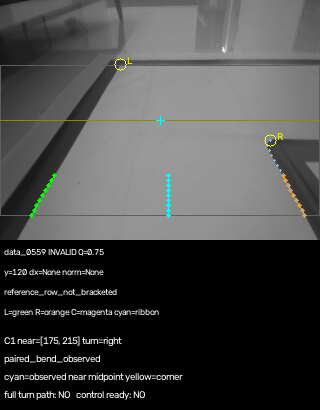 L
R
data_0559 INVALID Q=0.75
y=120 dx=None norm=None
reference_row_not_bracketed
L=green R=orange C=magenta cyan=ribbon
C1 near=[175, 215] turn=right
paired_bend_observed
cyan=observed near midpoint yellow=corner
full turn path: NO control ready: NO